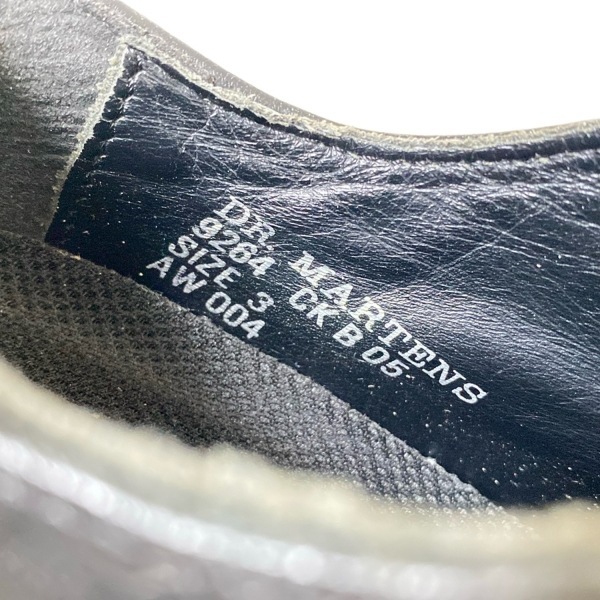 DR. MARTENS
9264 CK B 05
SIZE 3
AW 004